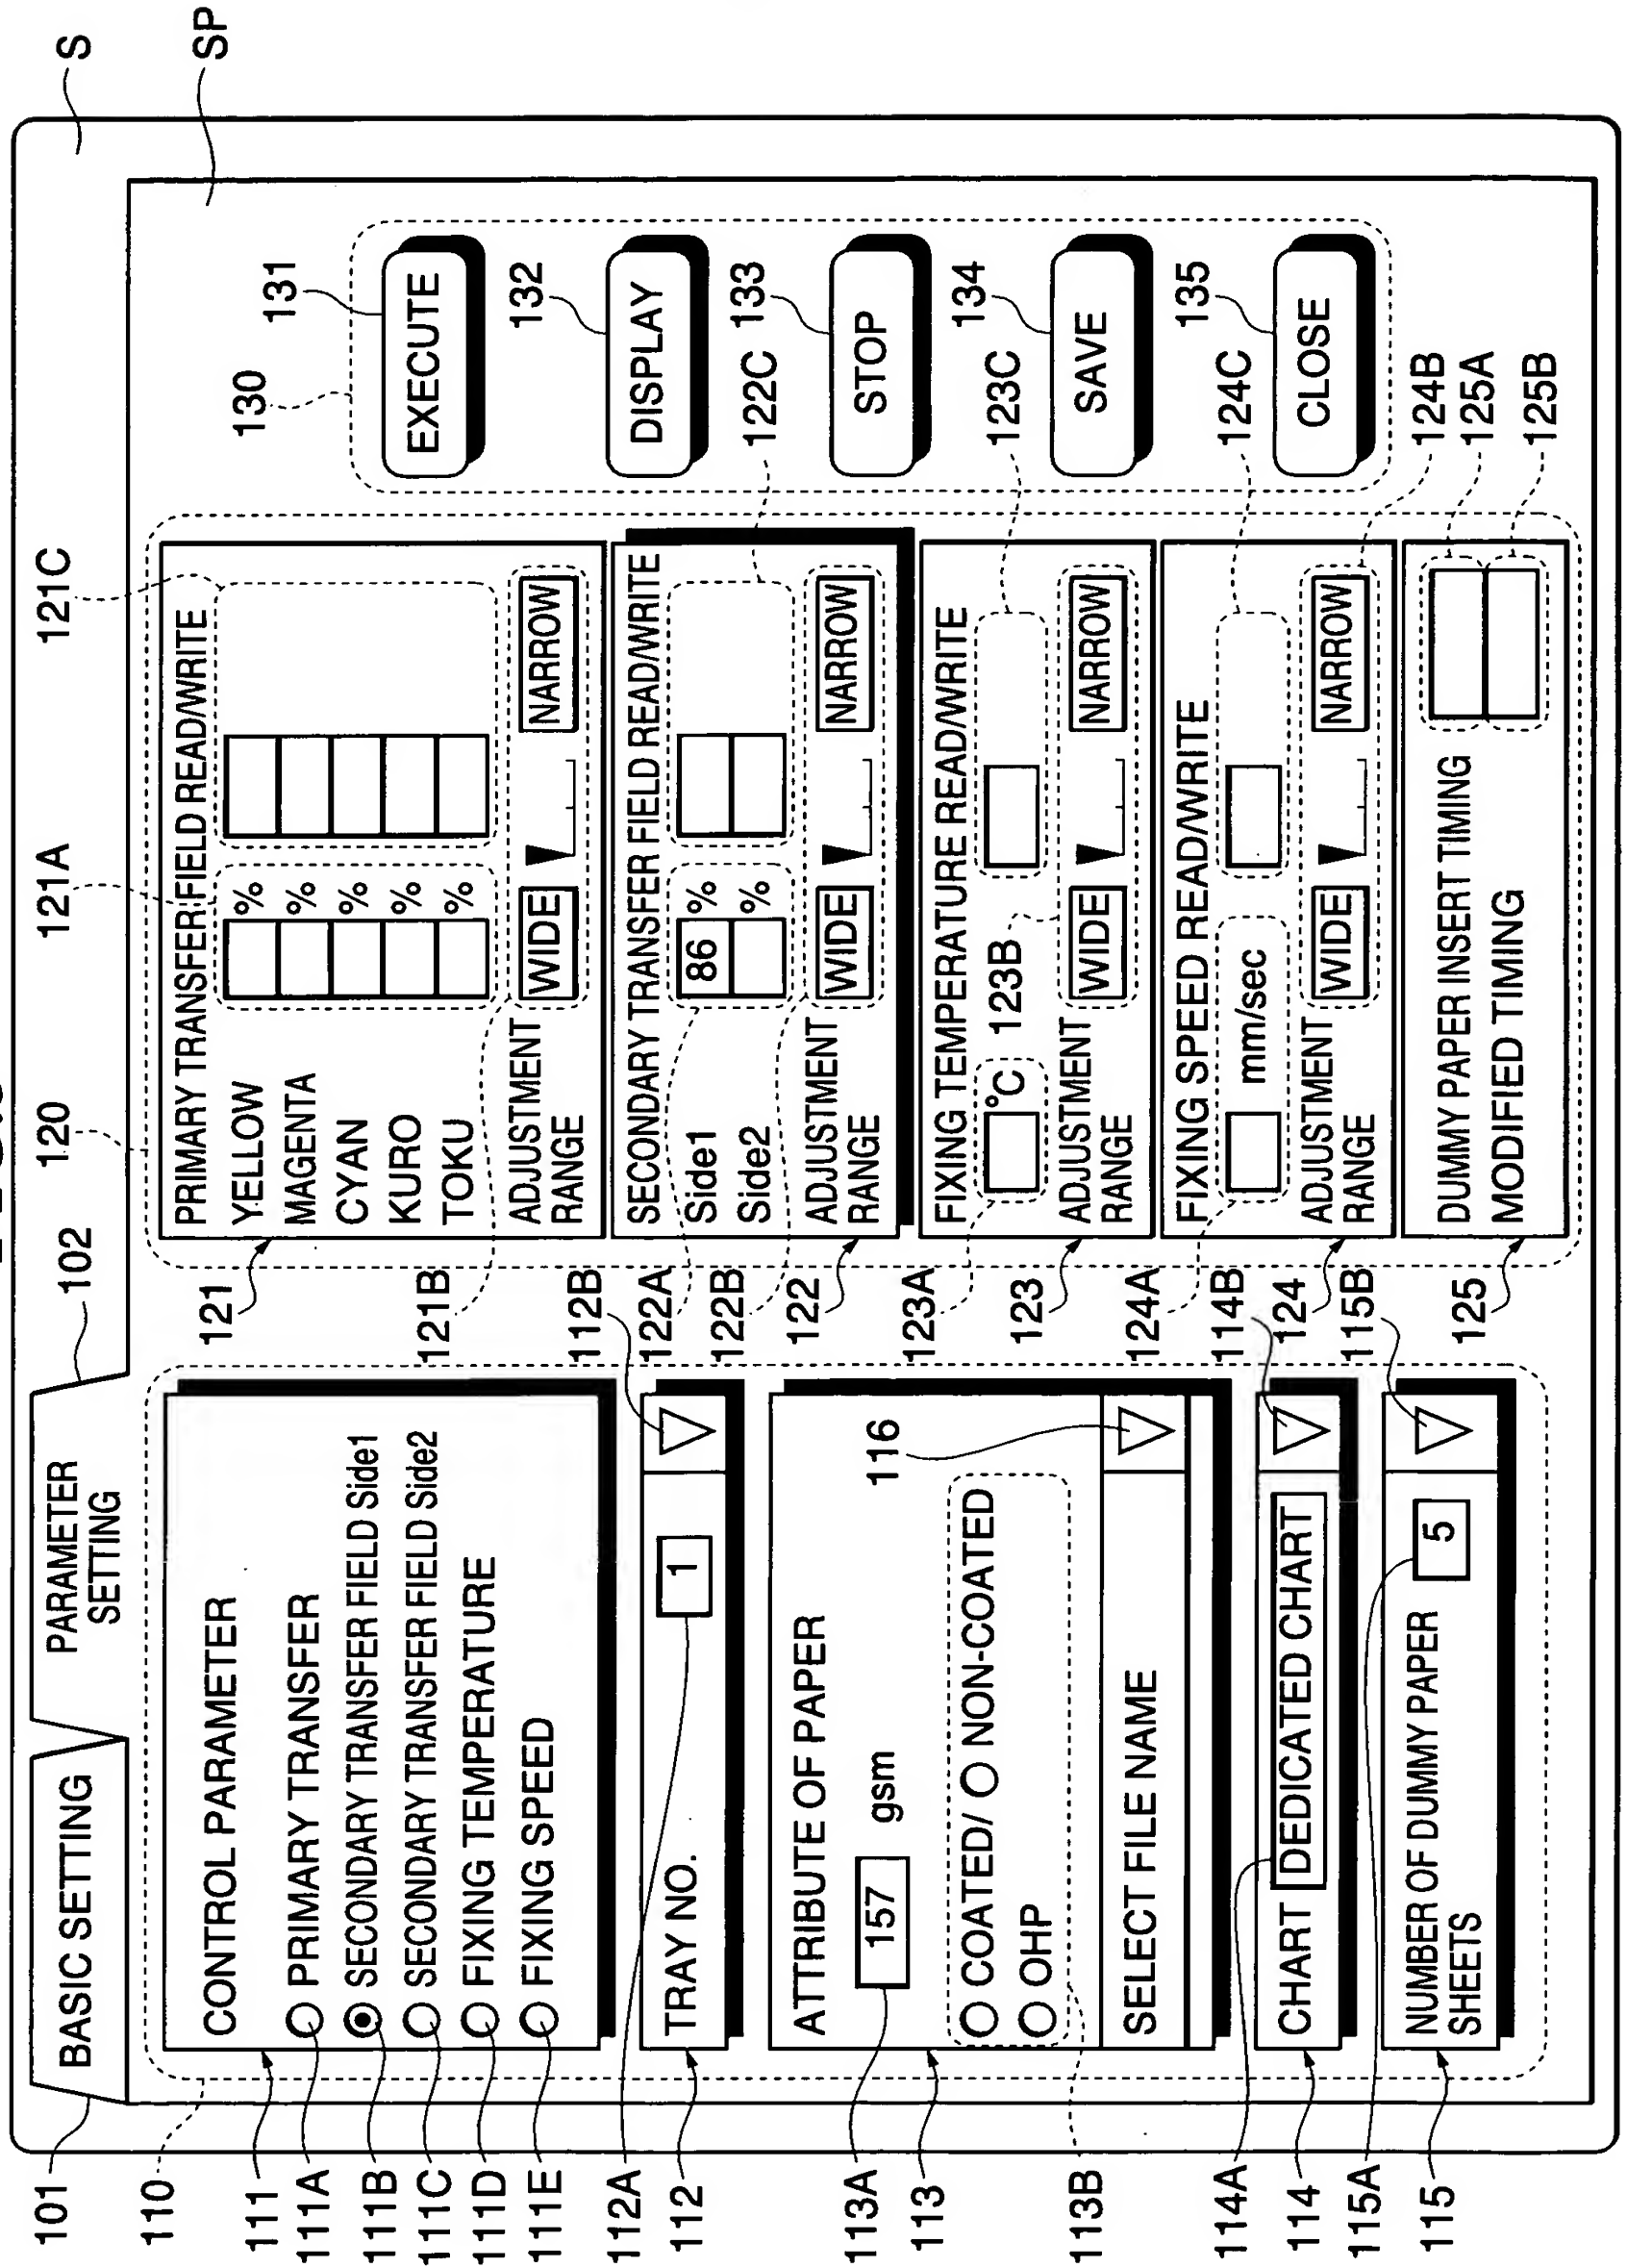 S
SP
101
BASIC SETTING
PARAMETER
SETTING
102
110
111
CONTROL PARAMETER
111A
PRIMARY TRANSFER
111B
SECONDARY TRANSFER FIELD Side1
111C
SECONDARY TRANSFER FIELD Side2
111D
FIXING TEMPERATURE
111E
FIXING SPEED
112A
112
TRAY NO.
1
112B
113A
113
113B
ATTRIBUTE OF PAPER
157 gsm
116
COATED/ NON-COATED
OHP
SELECT FILE NAME
114A
114
CHART DEDICATED CHART
114B
115A
115
NUMBER OF DUMMY PAPER
SHEETS
5
115B
120
121A
121C
121
PRIMARY TRANSFER FIELD READ/WRITE
YELLOW %
MAGENTA %
CYAN %
KURO %
TOKU %
121B
ADJUSTMENT
RANGE
WIDE
NARROW
122A
122B
122
SECONDARY TRANSFER FIELD READ/WRITE
Side1 86 %
Side2 %
122C
ADJUSTMENT
RANGE
WIDE
NARROW
123A
123
FIXING TEMPERATURE READ/WRITE
°C
123B
123C
ADJUSTMENT
RANGE
WIDE
NARROW
124A
124
FIXING SPEED READ/WRITE
mm/sec
124C
ADJUSTMENT
RANGE
WIDE
NARROW
124B
125
DUMMY PAPER INSERT TIMING
MODIFIED TIMING
125A
125B
130
131
EXECUTE
132
DISPLAY
133
STOP
134
SAVE
135
CLOSE